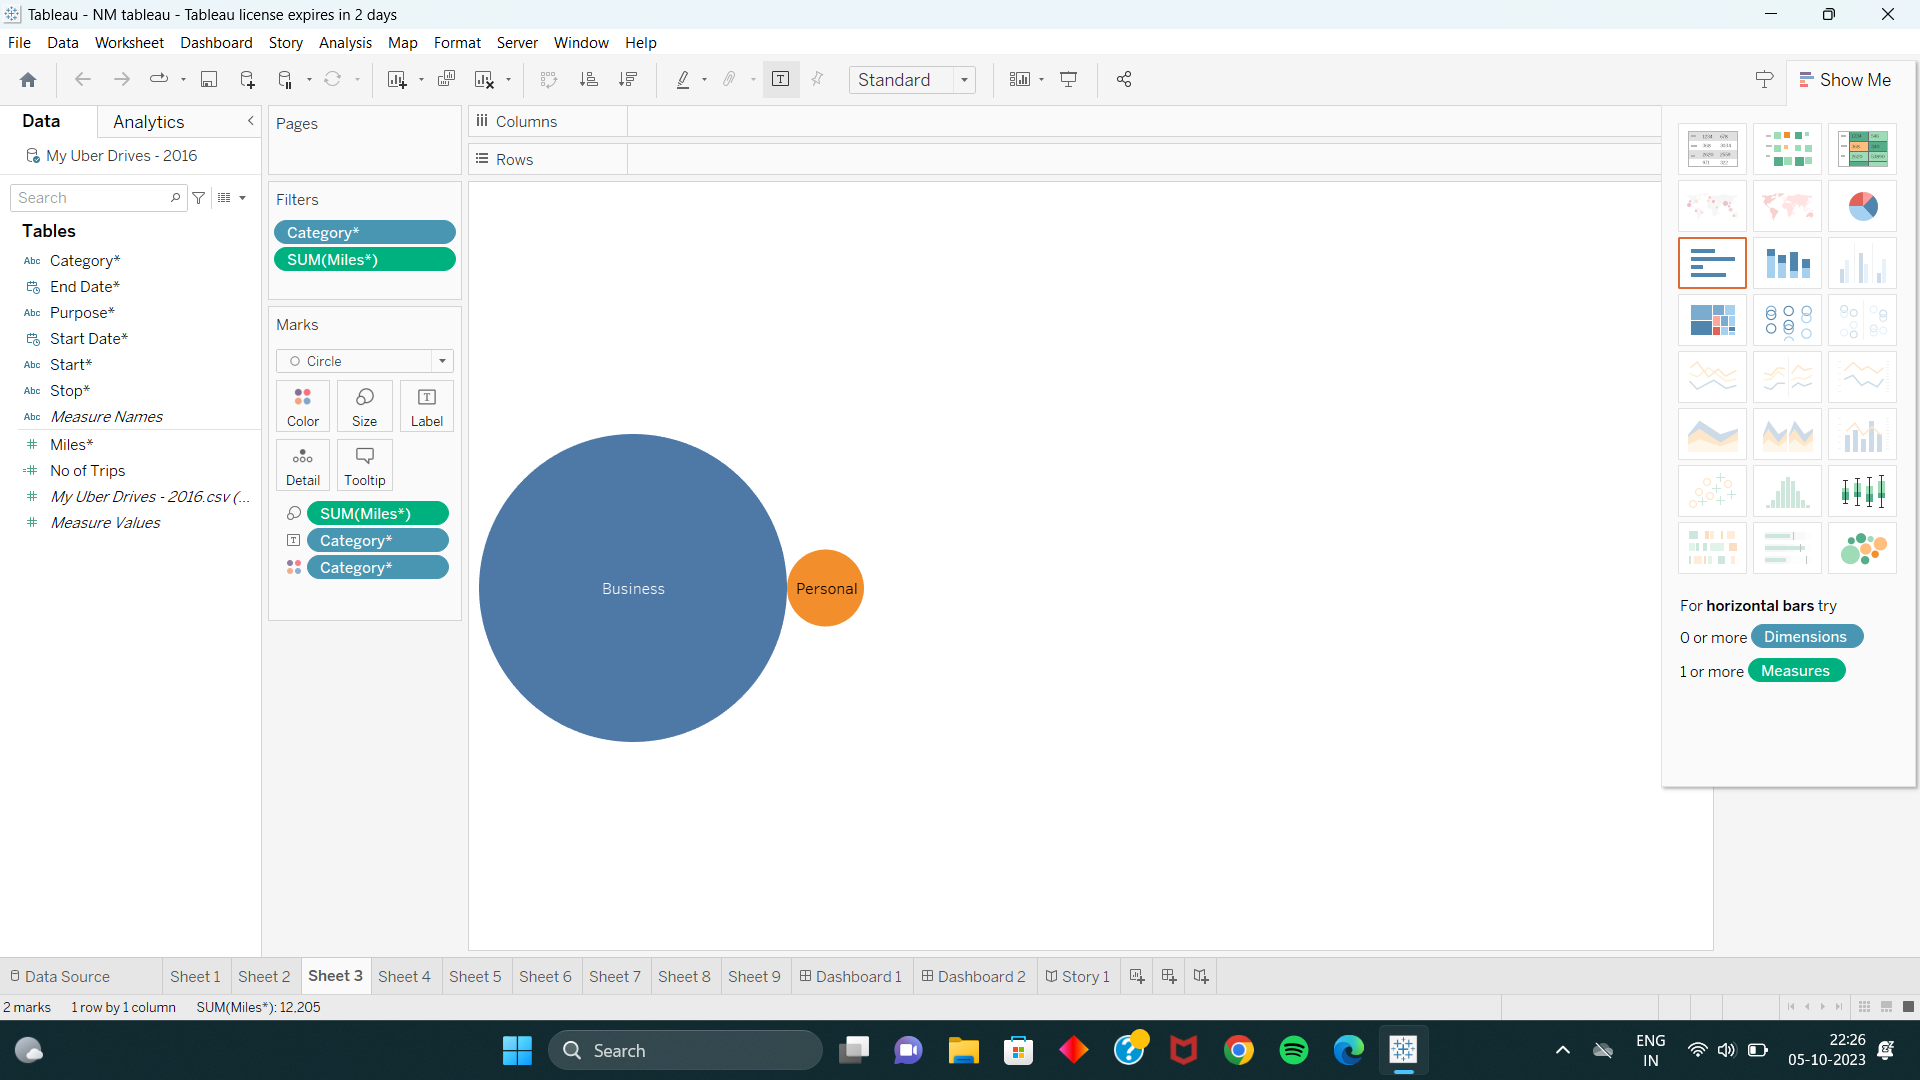 Tableau - NM tableau - Tableau license expires in 2 days
File Data Worksheet Dashboard Story Analysis Map Format Server Window Help
Standard
Show Me
Data Analytics
My Uber Drives - 2016
Search
Tables
Abc Category*
End Date*
Abc Purpose*
Start Date*
Abc Start*
Abc Stop*
Abc Measure Names
Miles*
No of Trips
My Uber Drives - 2016.csv (...
Measure Values
Pages
Filters
Category*
SUM(Miles*)
Marks
Circle
Color Size Label
Detail Tooltip
SUM(Miles*)
Category*
Category*
Columns
Rows
Business
Personal
For horizontal bars try
0 or more Dimensions
1 or more Measures
Data Source Sheet 1 Sheet 2 Sheet 3 Sheet 4 Sheet 5 Sheet 6 Sheet 7 Sheet 8 Sheet 9 Dashboard 1 Dashboard 2 Story 1
2 marks 1 row by 1 column SUM(Miles*): 12,205
Search
ENG
IN
22:26
05-10-2023